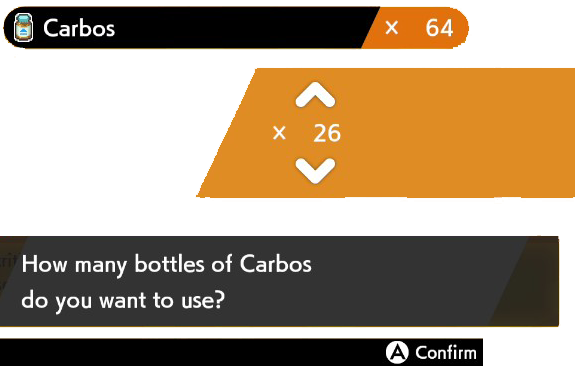 Carbos × 64
× 26
How many bottles of Carbos
do you want to use?
A Confirm